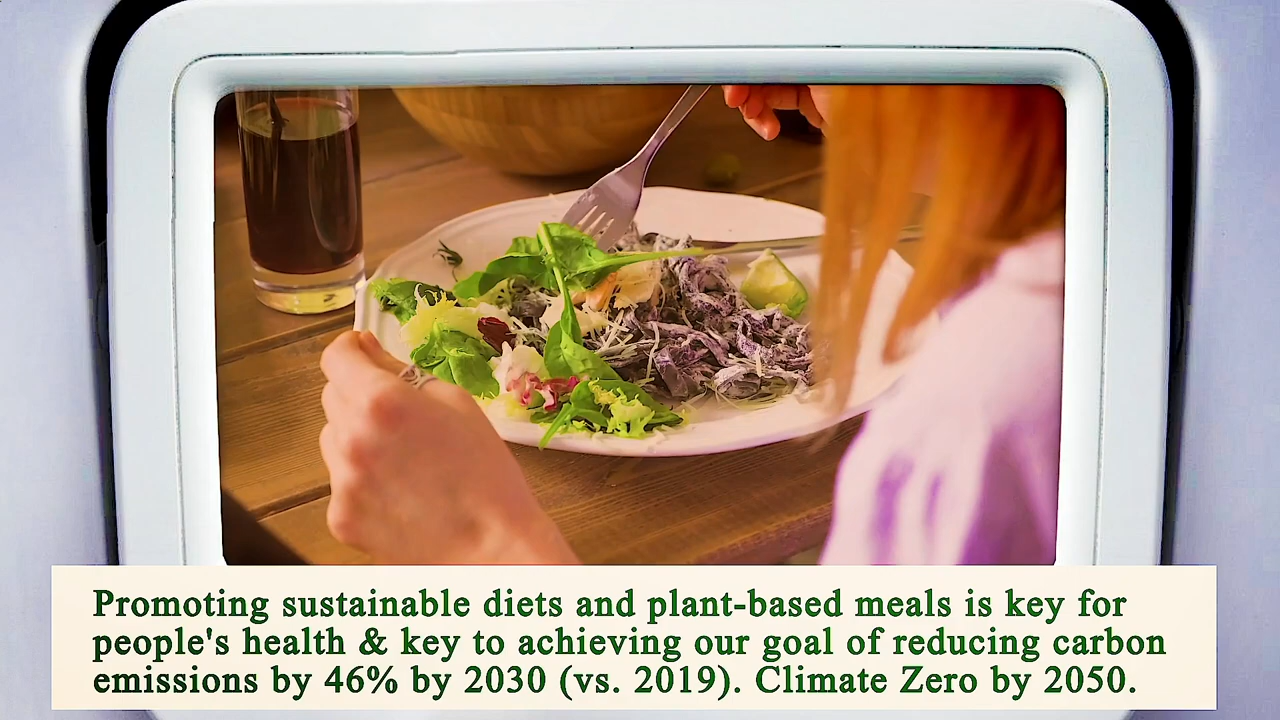 Promoting sustainable diets and plant-based meals is key for
people's health & key to achieving our goal of reducing carbon
emissions by 46% by 2030 (vs. 2019). Climate Zero by 2050.